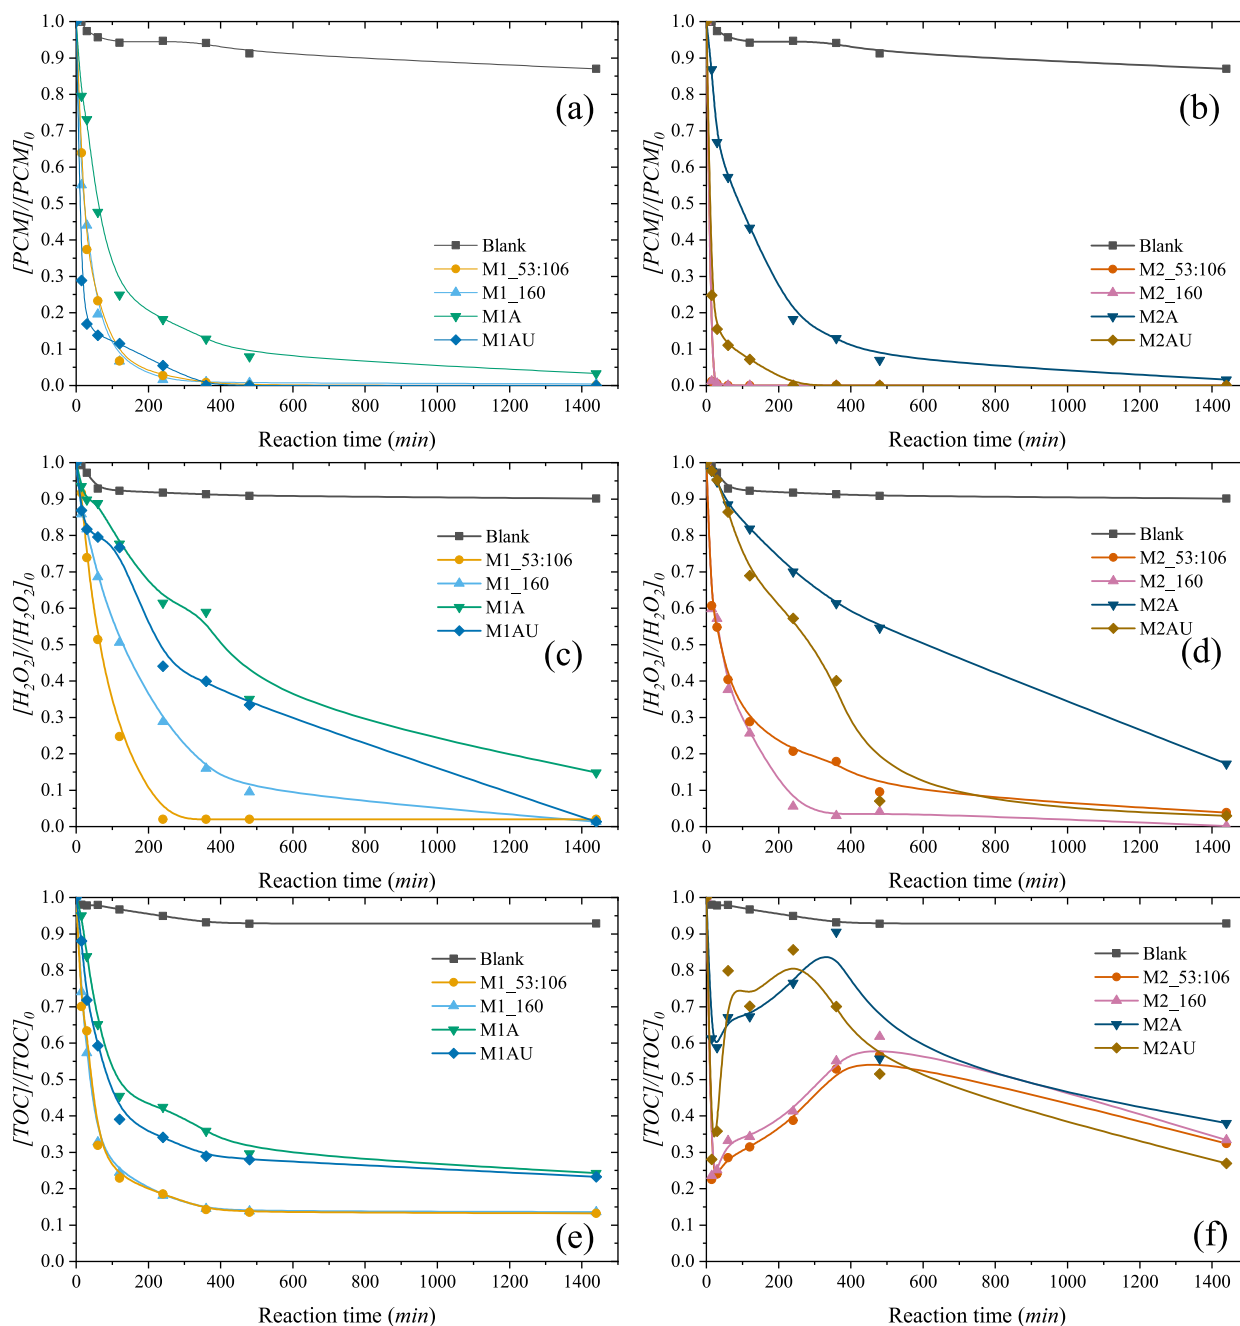 1.0
0.9
0.8
0.7
0.6
0.5
0.4
0.3
0.2
0.1
0.0
[PCM]/[PCM]₀
(a)
Blank
M1_53:106
M1_160
M1A
M1AU
0 200 400 600 800 1000 1200 1400
Reaction time (min)
1.0
0.9
0.8
0.7
0.6
0.5
0.4
0.3
0.2
0.1
0.0
[PCM]/[PCM]₀
(b)
Blank
M2_53:106
M2_160
M2A
M2AU
0 200 400 600 800 1000 1200 1400
Reaction time (min)
1.0
0.9
0.8
0.7
0.6
0.5
0.4
0.3
0.2
0.1
0.0
[H₂O₂]/[H₂O₂]₀
Blank
M1_53:106
M1_160
M1A
M1AU
(c)
0 200 400 600 800 1000 1200 1400
Reaction time (min)
1.0
0.9
0.8
0.7
0.6
0.5
0.4
0.3
0.2
0.1
0.0
[H₂O₂]/[H₂O₂]₀
Blank
M2_53:106
M2_160
M2A
M2AU
(d)
0 200 400 600 800 1000 1200 1400
Reaction time (min)
1.0
0.9
0.8
0.7
0.6
0.5
0.4
0.3
0.2
0.1
0.0
[TOC]/[TOC]₀
Blank
M1_53:106
M1_160
M1A
M1AU
(e)
0 200 400 600 800 1000 1200 1400
Reaction time (min)
1.0
0.9
0.8
0.7
0.6
0.5
0.4
0.3
0.2
0.1
0.0
[TOC]/[TOC]₀
Blank
M2_53:106
M2_160
M2A
M2AU
(f)
0 200 400 600 800 1000 1200 1400
Reaction time (min)